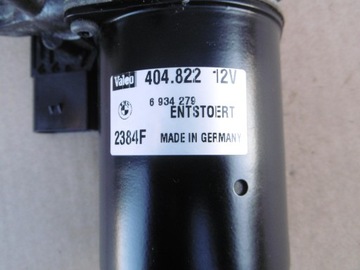 Valeo 404.822 12V
6 934 279
ENTSTOERT
2384F MADE IN GERMANY